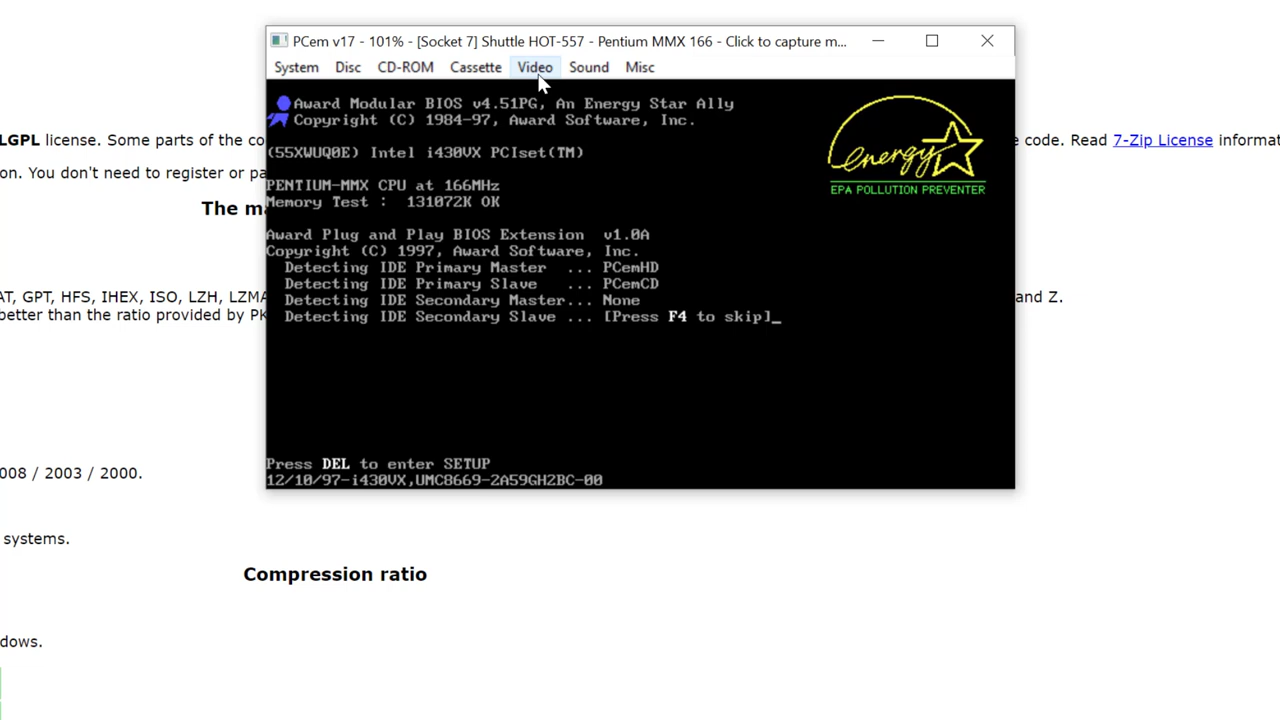 PCem v17 - 101% - [Socket 7] Shuttle HOT-557 - Pentium MMX 166 - Click to capture m...
System Disc CD-ROM Cassette Video Sound Misc
Award Modular BIOS v4.51PG, An Energy Star Ally
Copyright (C) 1984-97, Award Software, Inc.
energy
EPA POLLUTION PREVENTER
(55XWUQ0E) Intel i430VX PCIset(TM)
PENTIUM-MMX CPU at 166MHz
Memory Test : 131072K OK
Award Plug and Play BIOS Extension v1.0A
Copyright (C) 1997, Award Software, Inc.
Detecting IDE Primary Master ... PCemHD
Detecting IDE Primary Slave ... PCemCD
Detecting IDE Secondary Master... None
Detecting IDE Secondary Slave ... [Press F4 to skip]_
Press DEL to enter SETUP
12/10/97-i430VX,UMC8669-2A59GH2BC-00
LGPL license. Some parts of the co
e code. Read 7-Zip License informat
on. You don't need to register or pa
The ma
AT, GPT, HFS, IHEX, ISO, LZH, LZMA
and Z.
better than the ratio provided by PK
008 / 2003 / 2000.
systems.
Compression ratio
dows.